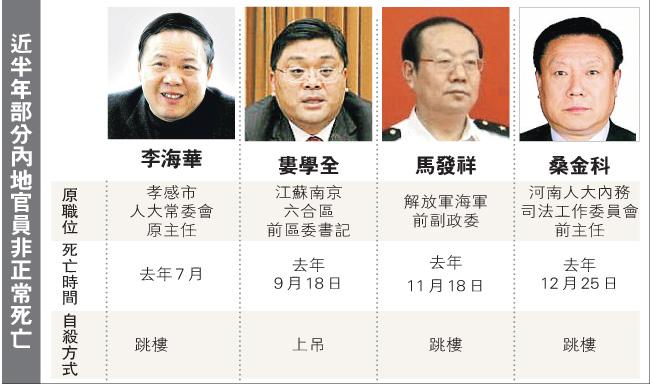 近半年部分內地官員非正常死亡
李海華
婁學全
馬發祥
桑金科
原職位
孝感市
人大常委會
原主任
江蘇南京
六合區
前區委書記
解放軍海軍
前副政委
河南人大內務
司法工作委員會
前主任
死亡時間
去年7月
去年
9月18日
去年
11月18日
去年
12月25日
自殺方式
跳樓
上吊
跳樓
跳樓